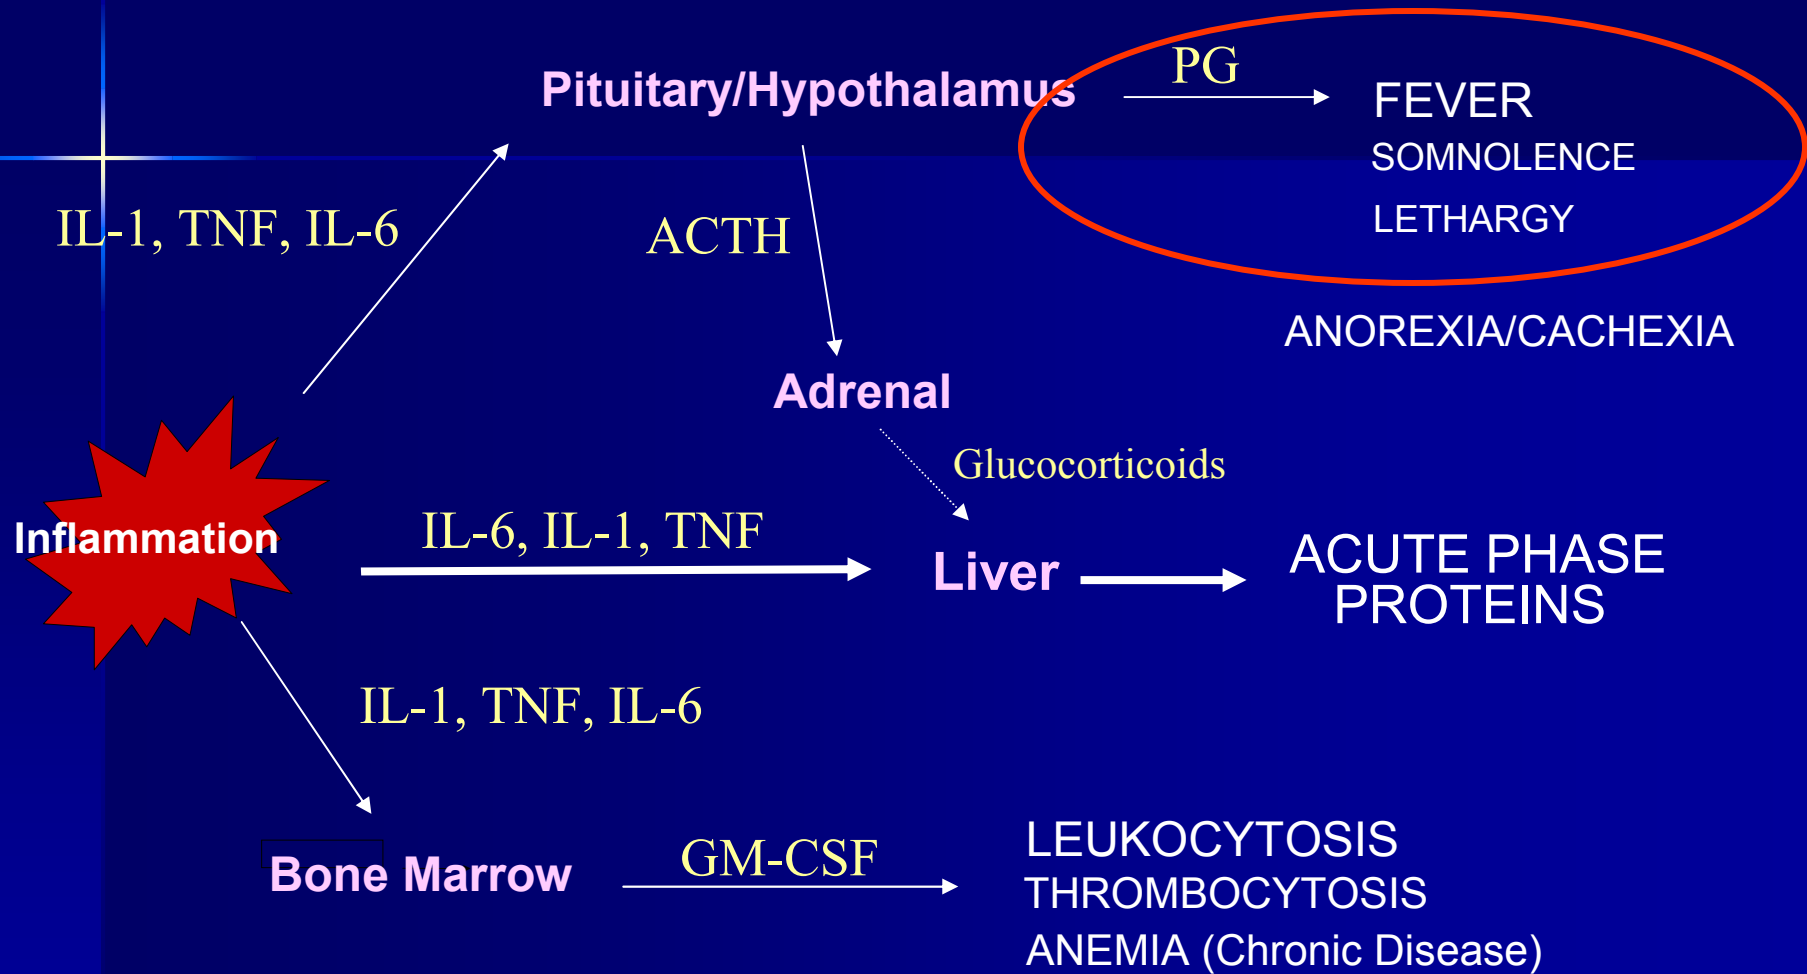 PG
Pituitary/Hypothalamus
FEVER
SOMNOLENCE
IL-1, TNF, IL-6
ACTH
LETHARGY
ANOREXIA/CACHEXIA
Adrenal
Glucocorticoids
Inflammation
IL-6, IL-1, TNF
Liver
ACUTE PHASE
PROTEINS
IL-1, TNF, IL-6
Bone Marrow
GM-CSF
LEUKOCYTOSIS
THROMBOCYTOSIS
ANEMIA (Chronic Disease)